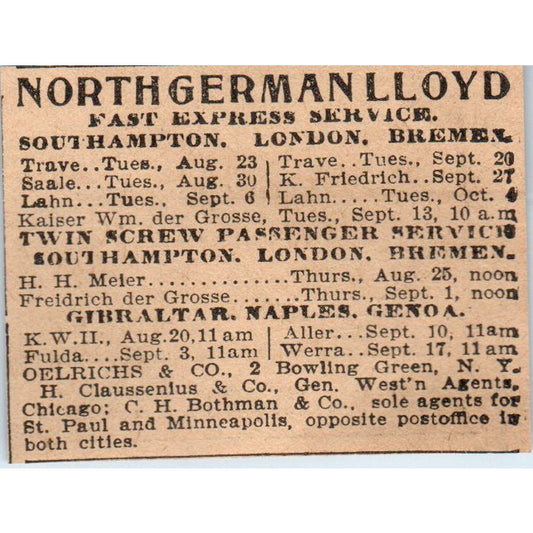 NORTH GERMAN LLOYD
FAST EXPRESS SERVICE.
SOUTHAMPTON, LONDON, BREMEN.
Trave..Tues., Aug. 23 | Trave..Tues., Sept. 20
Saale...Tues., Aug. 30 | K. Friedrich..Sept. 27
Lahn...Tues., Sept. 6 | Lahn.....Tues., Oct. 4
Kaiser Wm. der Grosse, Tues., Sept. 13, 10 a.m
TWIN SCREW PASSENGER SERVICE
SOUTHAMPTON, LONDON, BREMEN.
H. H. Meier..............Thurs., Aug. 25, noon
Freidrich der Grosse......Thurs., Sept. 1, noon
GIBRALTAR, NAPLES, GENOA.
K.W.II., Aug.20,11 am | Aller...Sept. 10, 11am
Fulda....Sept. 3, 11am | Werra..Sept. 17, 11am
OELRICHS & CO., 2 Bowling Green, N. Y.
H. Claussenius & Co., Gen. West'n Agents,
Chicago; C. H. Bothman & Co., sole agents for
St. Paul and Minneapolis, opposite postoffice in
both cities.